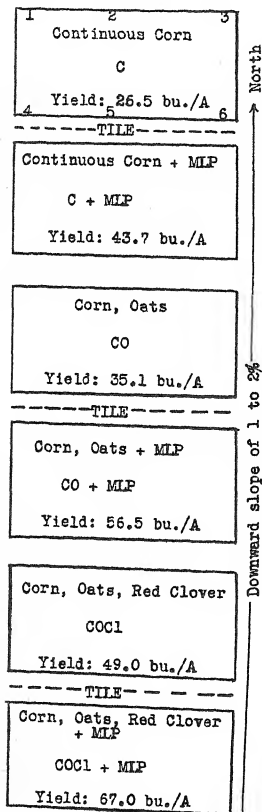 1 2 3
Continuous Corn
C
Yield: 26.5 bu./A
4 5 6
TILE
Continuous Corn + MLP
C + MLP
Yield: 43.7 bu./A
Corn, Oats
CO
Yield: 35.1 bu./A
TILE
Corn, Oats + MLP
CO + MLP
Yield: 56.5 bu./A
Corn, Oats, Red Clover
COCl
Yield: 49.0 bu./A
TILE
Corn, Oats, Red Clover
+ MLP
COCl + MLP
Yield: 67.0 bu./A
Downward slope of 1 to 2%
North